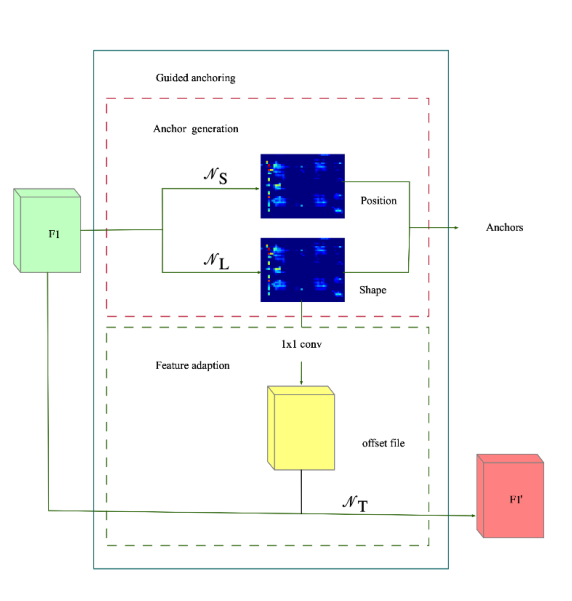 Guided anchoring
Anchor generation
𝒩S
Position
F1
Anchors
𝒩L
Shape
1x1 conv
Feature adaption
offset file
𝒩T
F1'